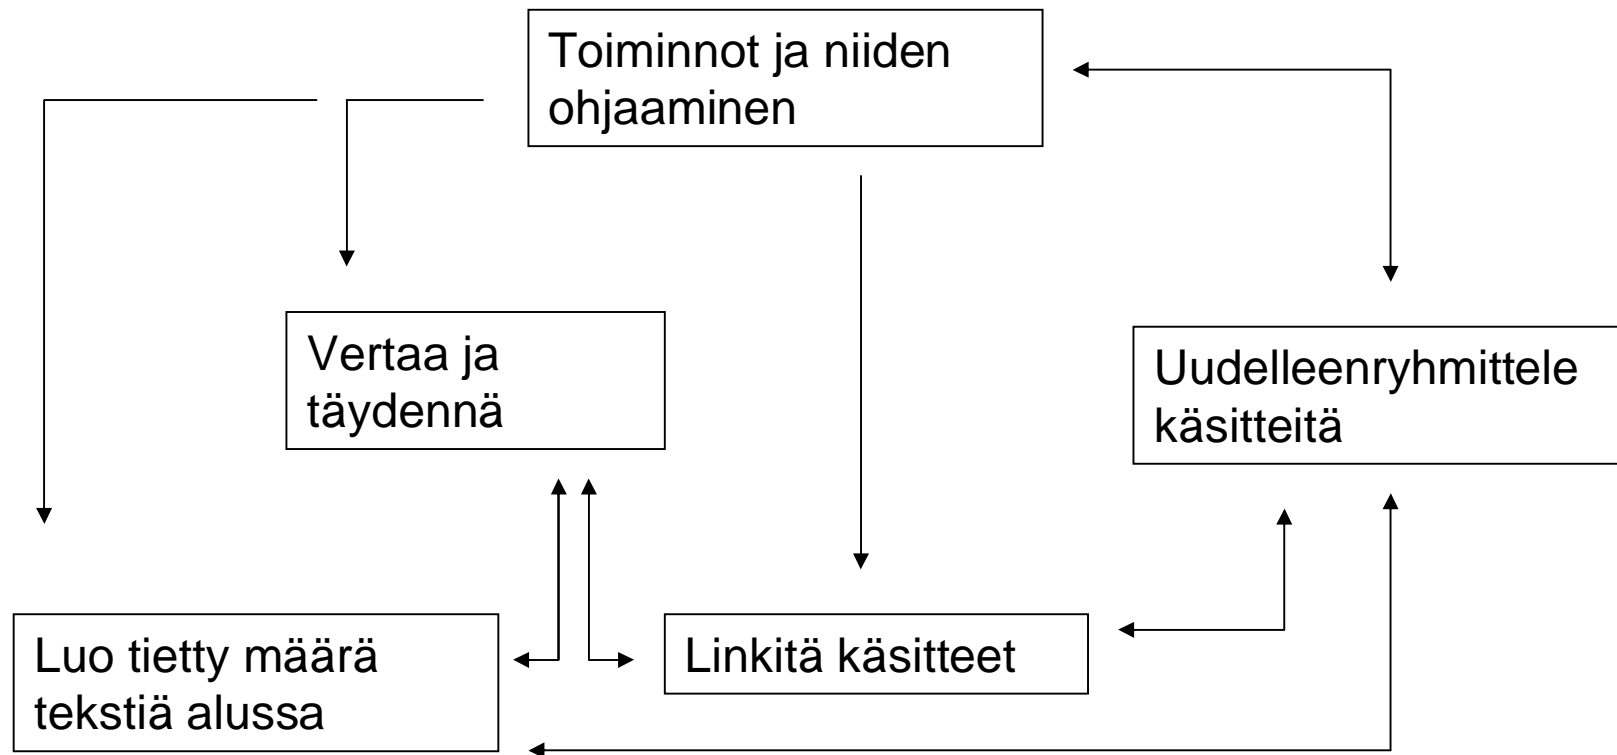 Toiminnot ja niiden
ohjaaminen
Vertaa ja
täydennä
Uudelleenryhmittele
käsitteitä
Luo tietty määrä
tekstiä alussa
Linkitä käsitteet